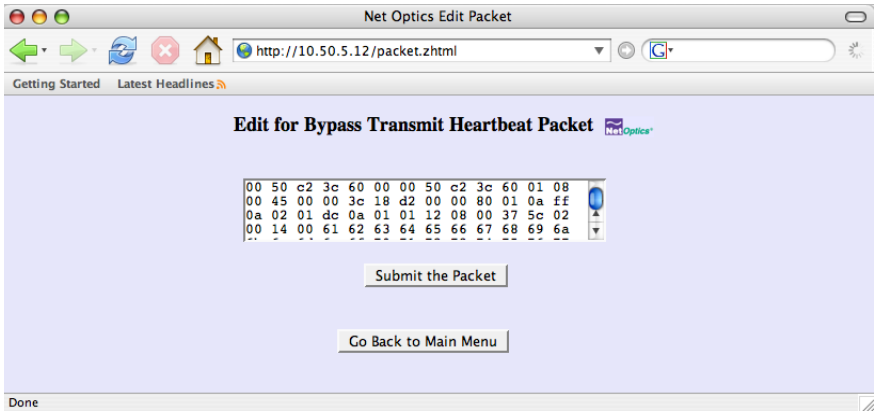 Net Optics Edit Packet
http://10.50.5.12/packet.zhtml
G
Getting Started Latest Headlines
Edit for Bypass Transmit Heartbeat Packet NetOptics
00 50 c2 3c 60 00 00 50 c2 3c 60 01 08
00 45 00 00 3c 18 d2 00 00 80 01 0a ff
0a 02 01 dc 0a 01 01 12 08 00 37 5c 02
00 14 00 61 62 63 64 65 66 67 68 69 6a
Submit the Packet
Go Back to Main Menu
Done